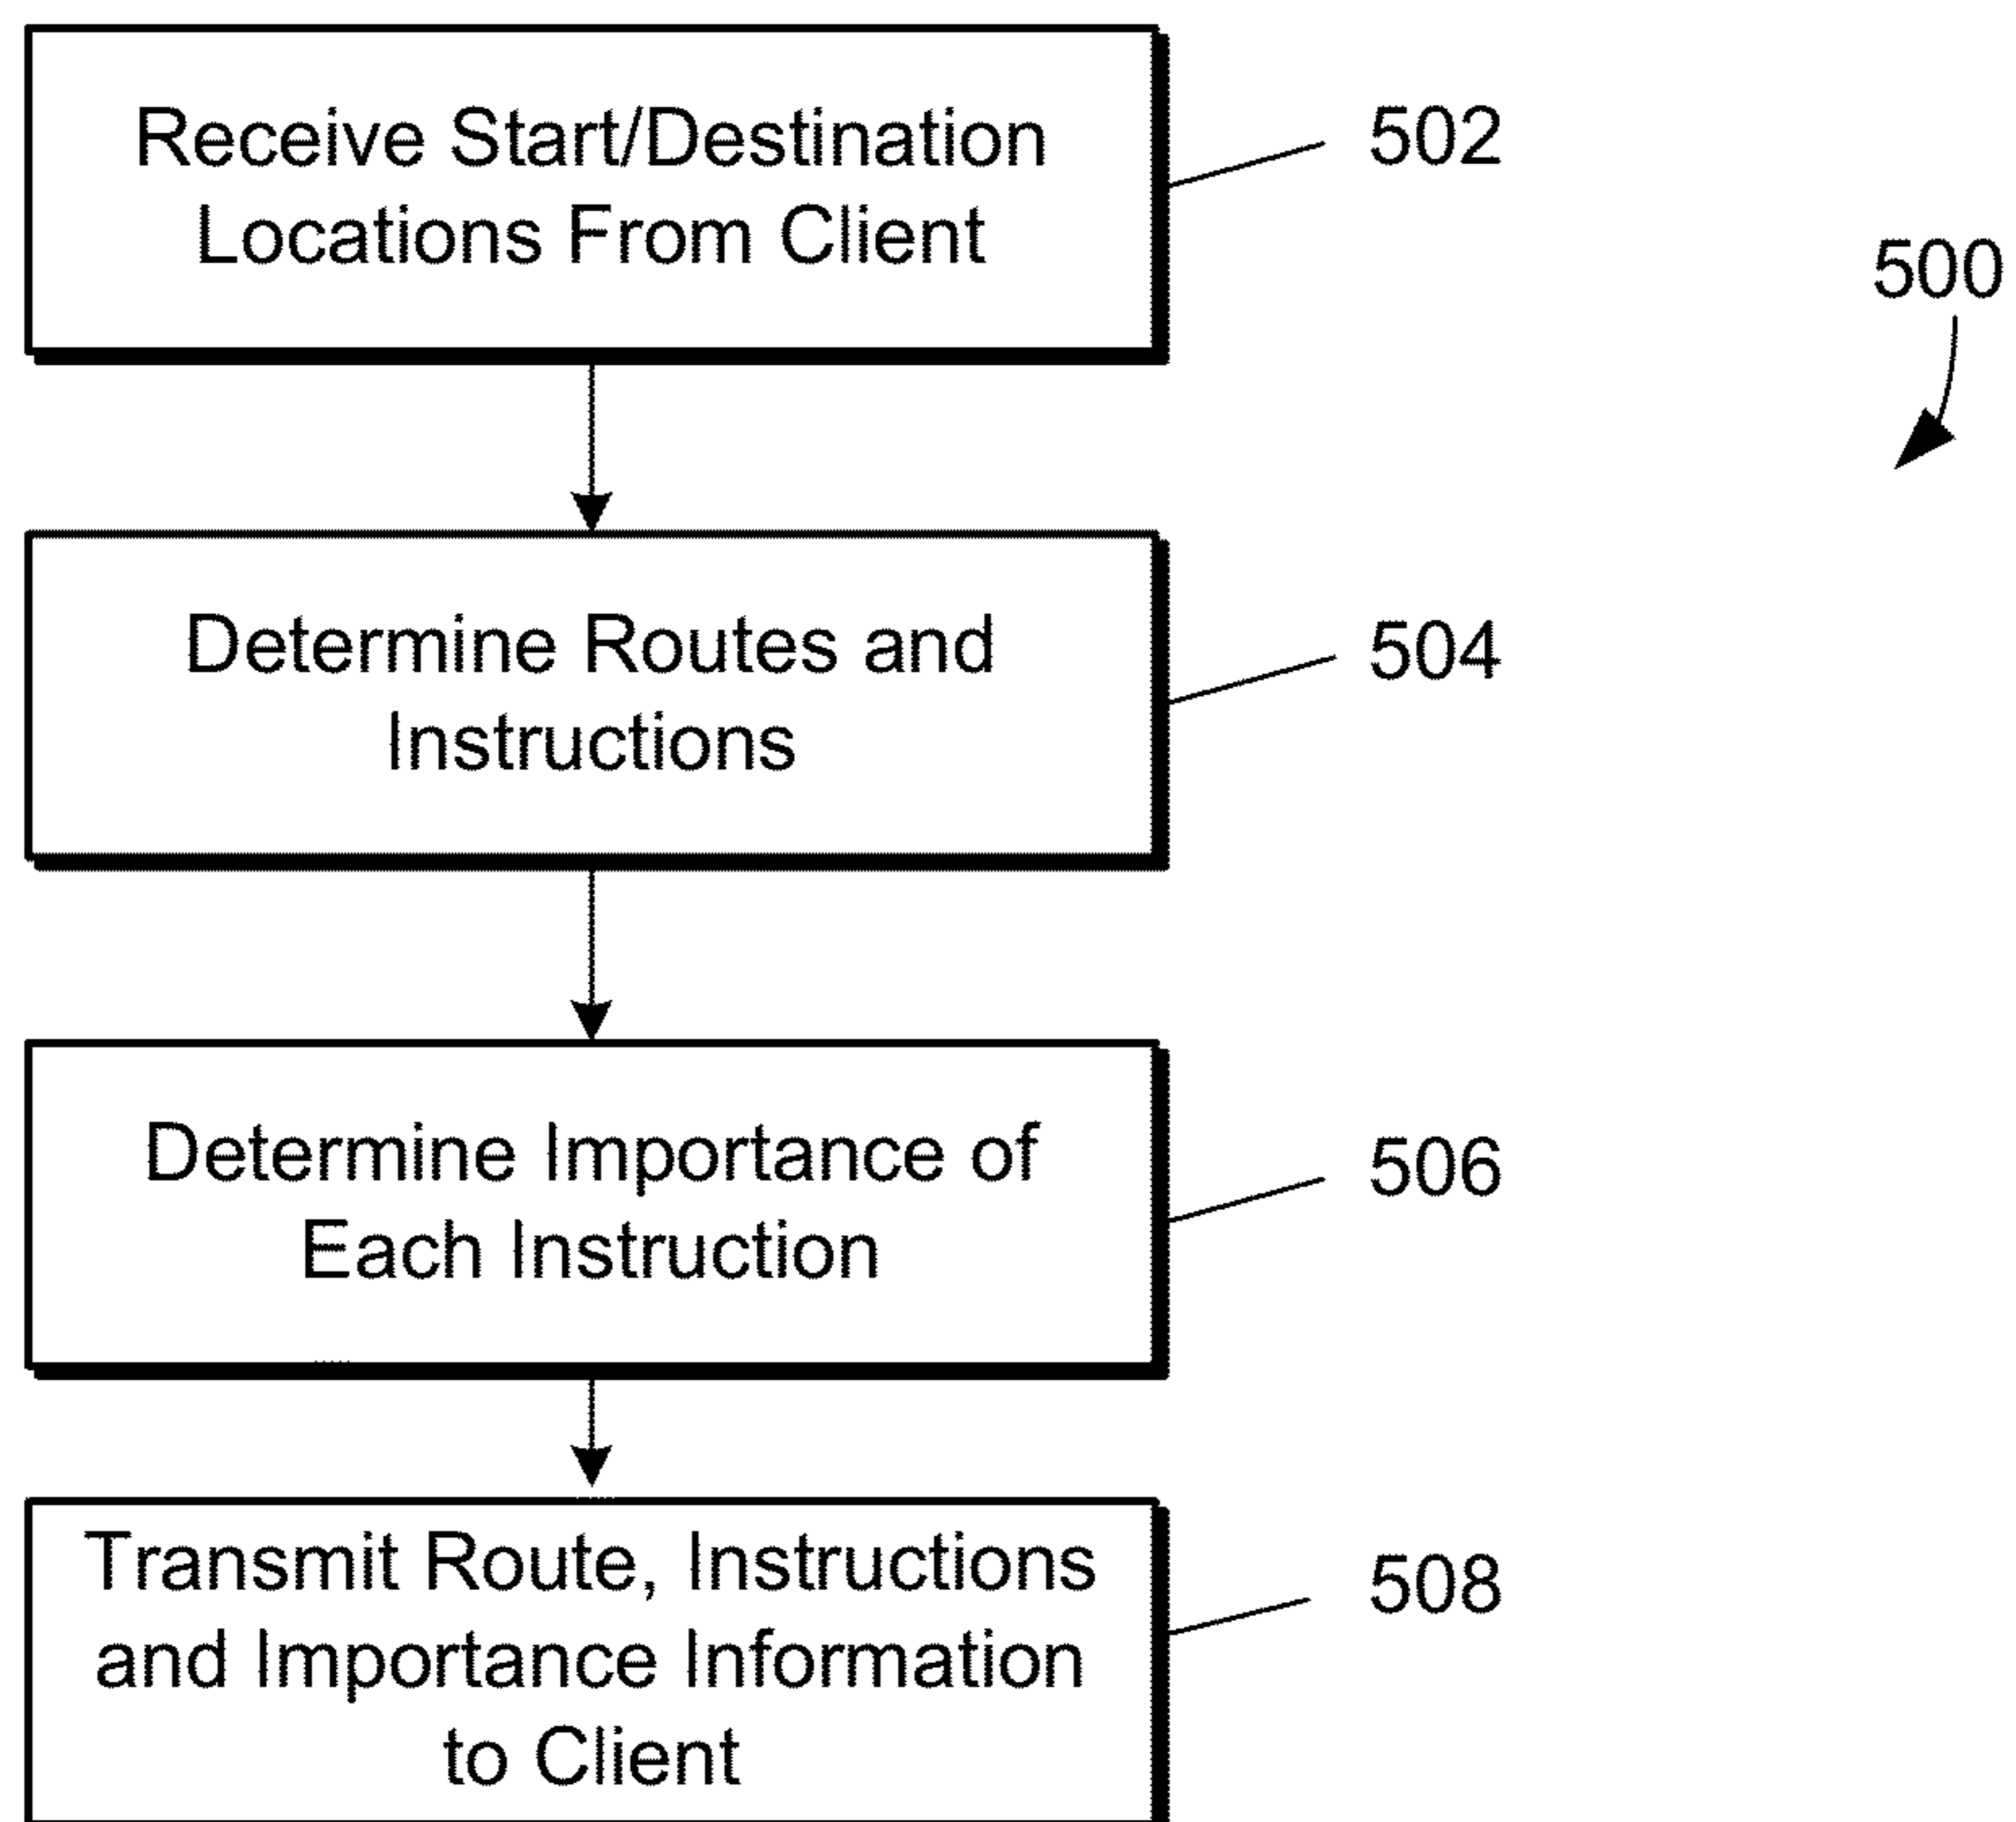 Receive Start/Destination
Locations From Client
502
500
Determine Routes and
Instructions
504
Determine Importance of
Each Instruction
506
Transmit Route, Instructions
and Importance Information
to Client
508